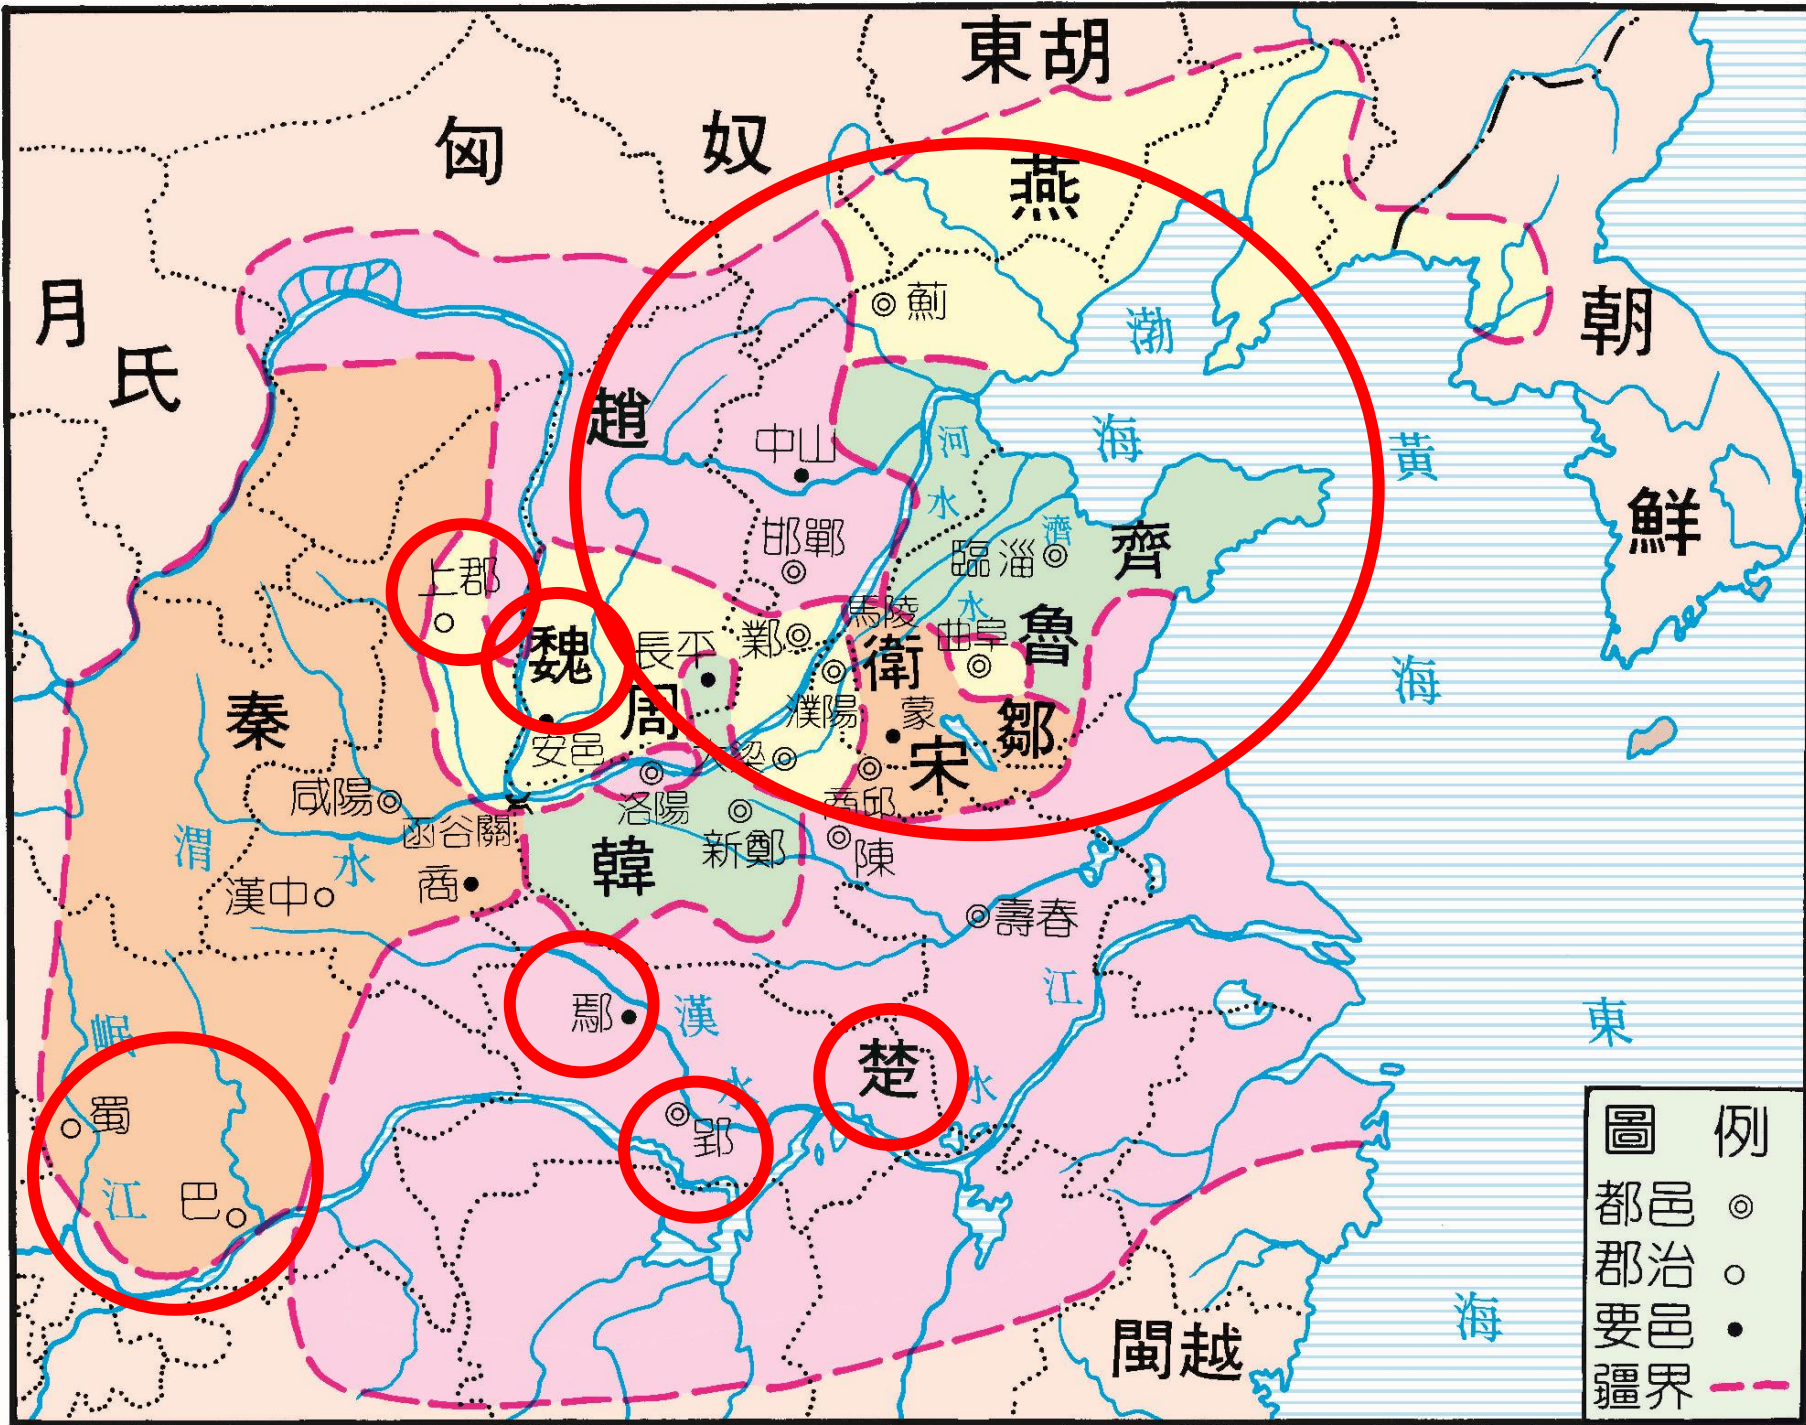 東胡
匈奴
燕
月氏
薊
渤海
朝鮮
趙
中山
河水
黃海
邯鄲
臨淄
濟水
齊
上郡
馬陵
曲阜
魯
魏
長平
鄴
衛
周
濮陽
蒙
鄒
秦
安邑
大梁
宋
咸陽
洛陽
商邱
函谷關
新鄭
渭水
韓
陳
漢中
商
壽春
江水
鄢
漢水
岷江
楚
東海
蜀
郢
巴
閩越
圖例
都邑
郡治
要邑
疆界